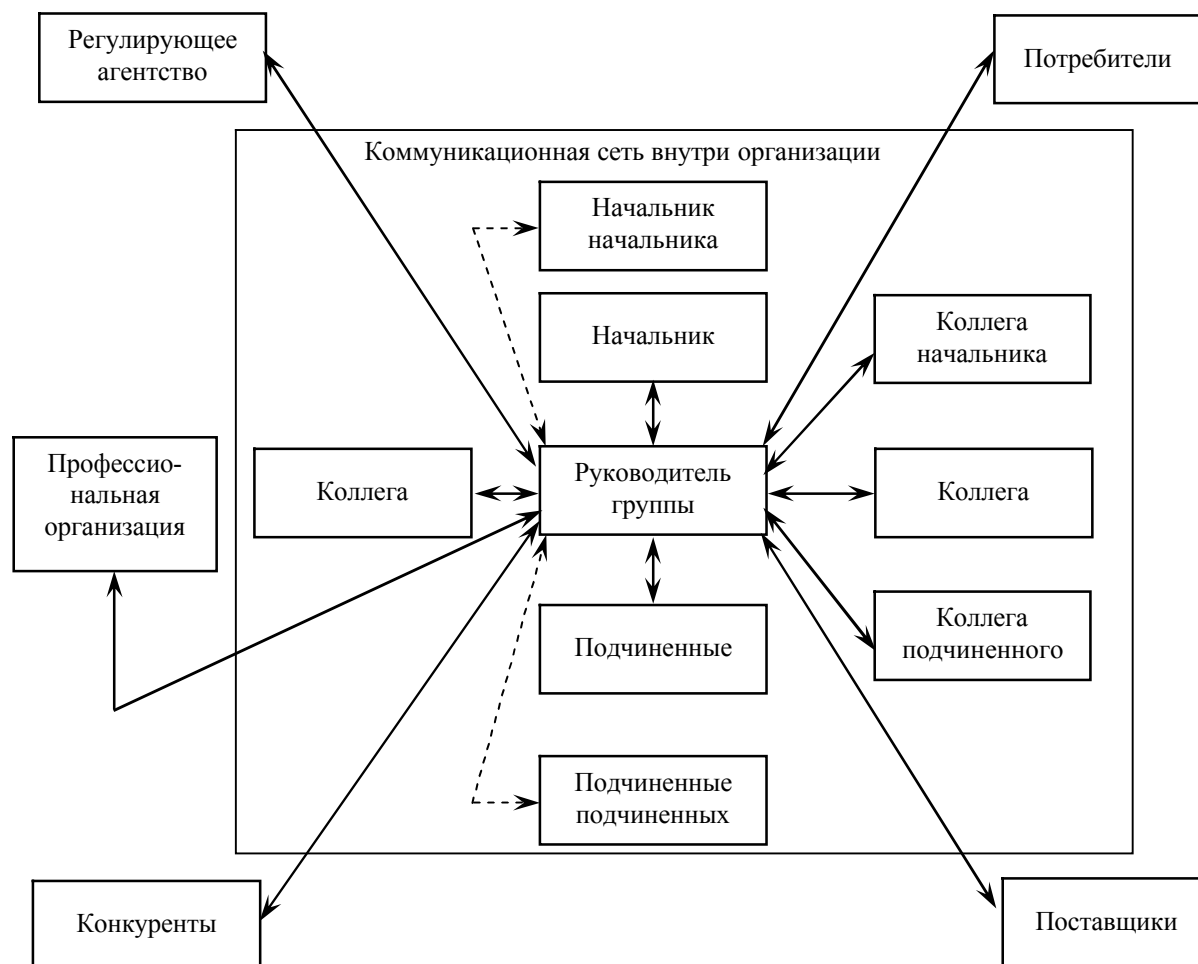 Регулирующее
агентство
Потребители
Коммуникационная сеть внутри организации
Начальник
начальника
Начальник
Коллега
начальника
Профессио-
нальная
организация
Коллега
Руководитель
группы
Коллега
Подчиненные
Коллега
подчиненного
Подчиненные
подчиненных
Конкуренты
Поставщики